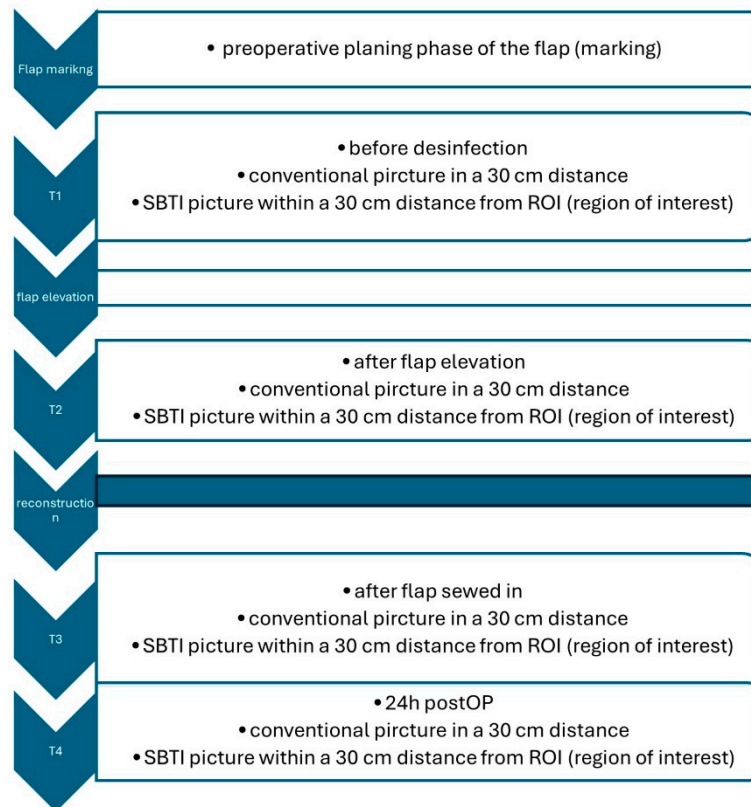 • preoperative planing phase of the flap (marking)
Flap marikng
• before desinfection
• conventional pircture in a 30 cm distance
• SBTI picture within a 30 cm distance from ROI (region of interest)
T1
flap elevation
• after flap elevation
• conventional pircture in a 30 cm distance
• SBTI picture within a 30 cm distance from ROI (region of interest)
T2
reconstructio
n
• after flap sewed in
• conventional pircture in a 30 cm distance
• SBTI picture within a 30 cm distance from ROI (region of interest)
T3
• 24h postOP
• conventional pircture in a 30 cm distance
• SBTI picture within a 30 cm distance from ROI (region of interest)
T4